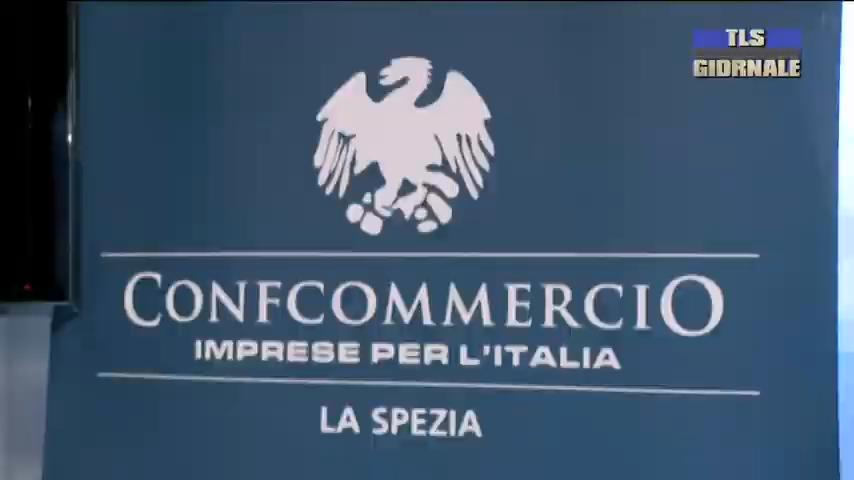 TLS
GIORNALE
CONFCOMMERCIO
IMPRESE PER L'ITALIA
LA SPEZIA